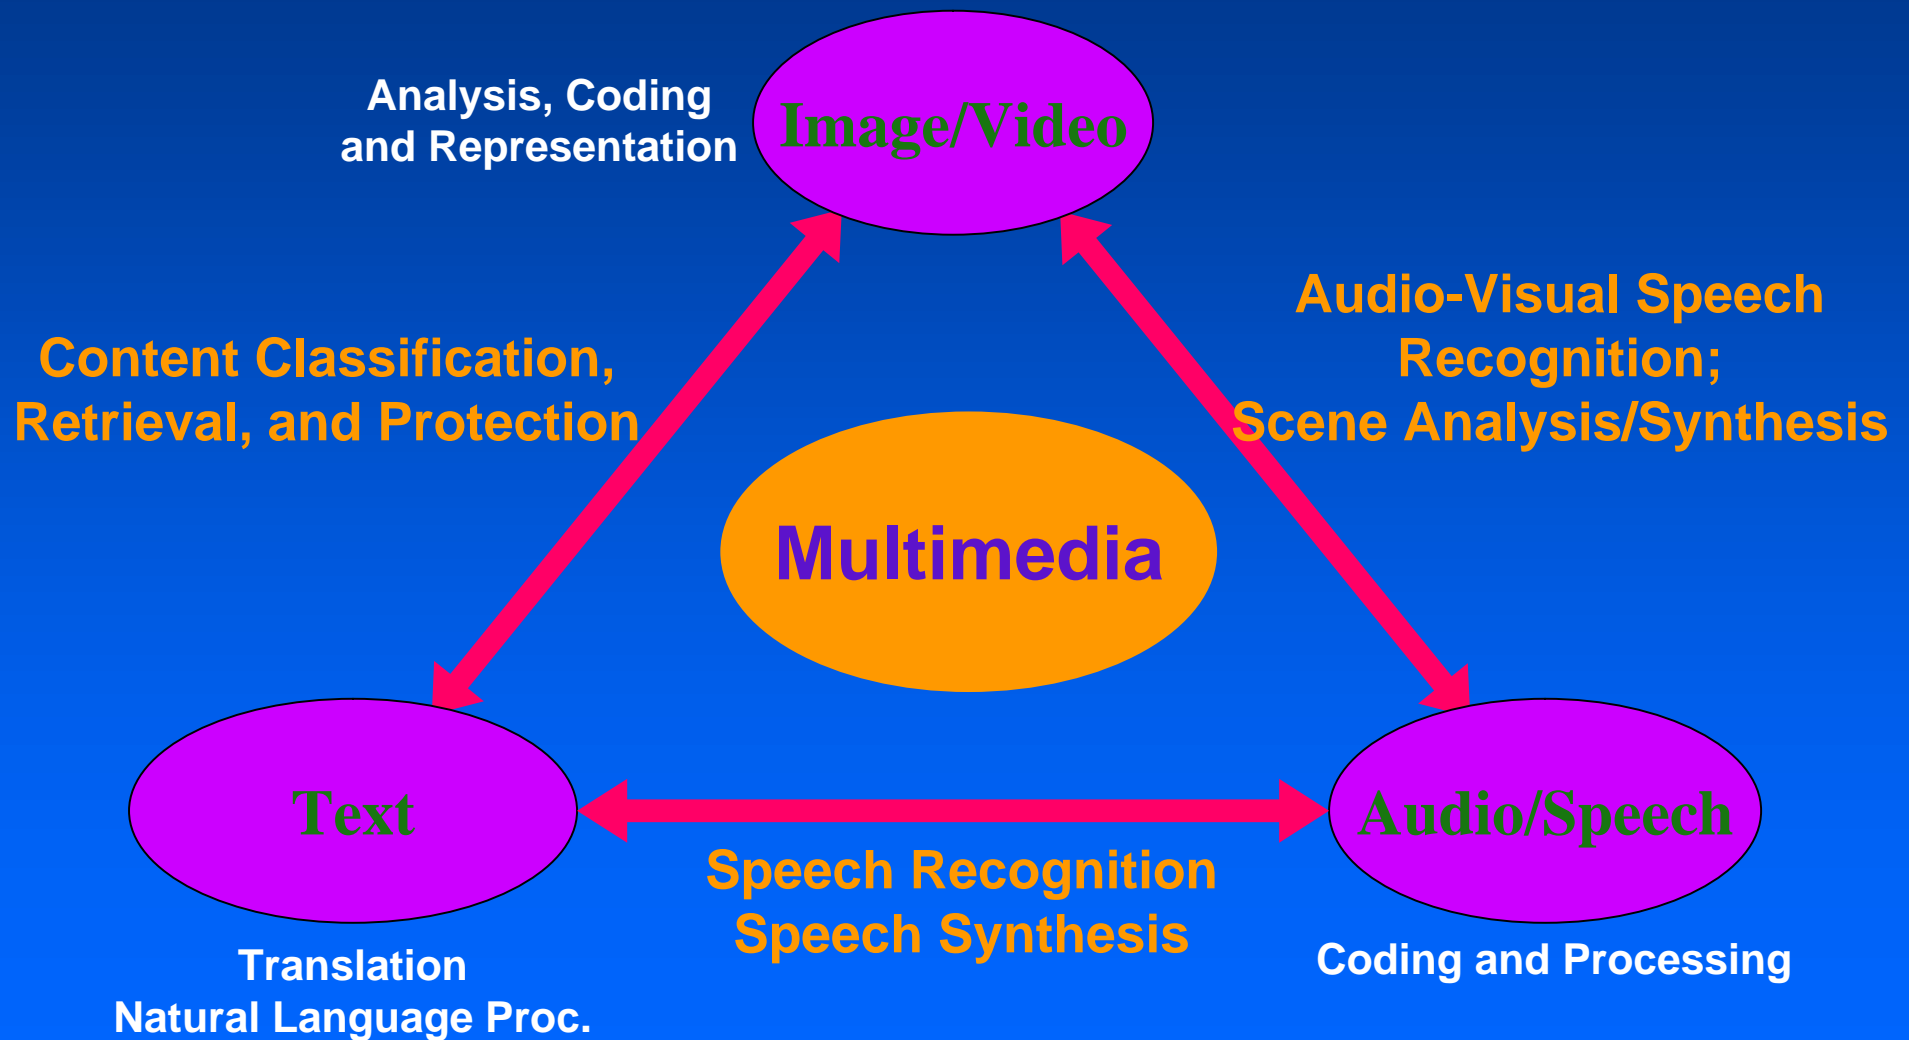 Analysis, Coding
and Representation
Image/Video
Audio-Visual Speech
Recognition;
Scene Analysis/Synthesis
Content Classification,
Retrieval, and Protection
Multimedia
Text
Audio/Speech
Speech Recognition
Speech Synthesis
Translation
Natural Language Proc.
Coding and Processing